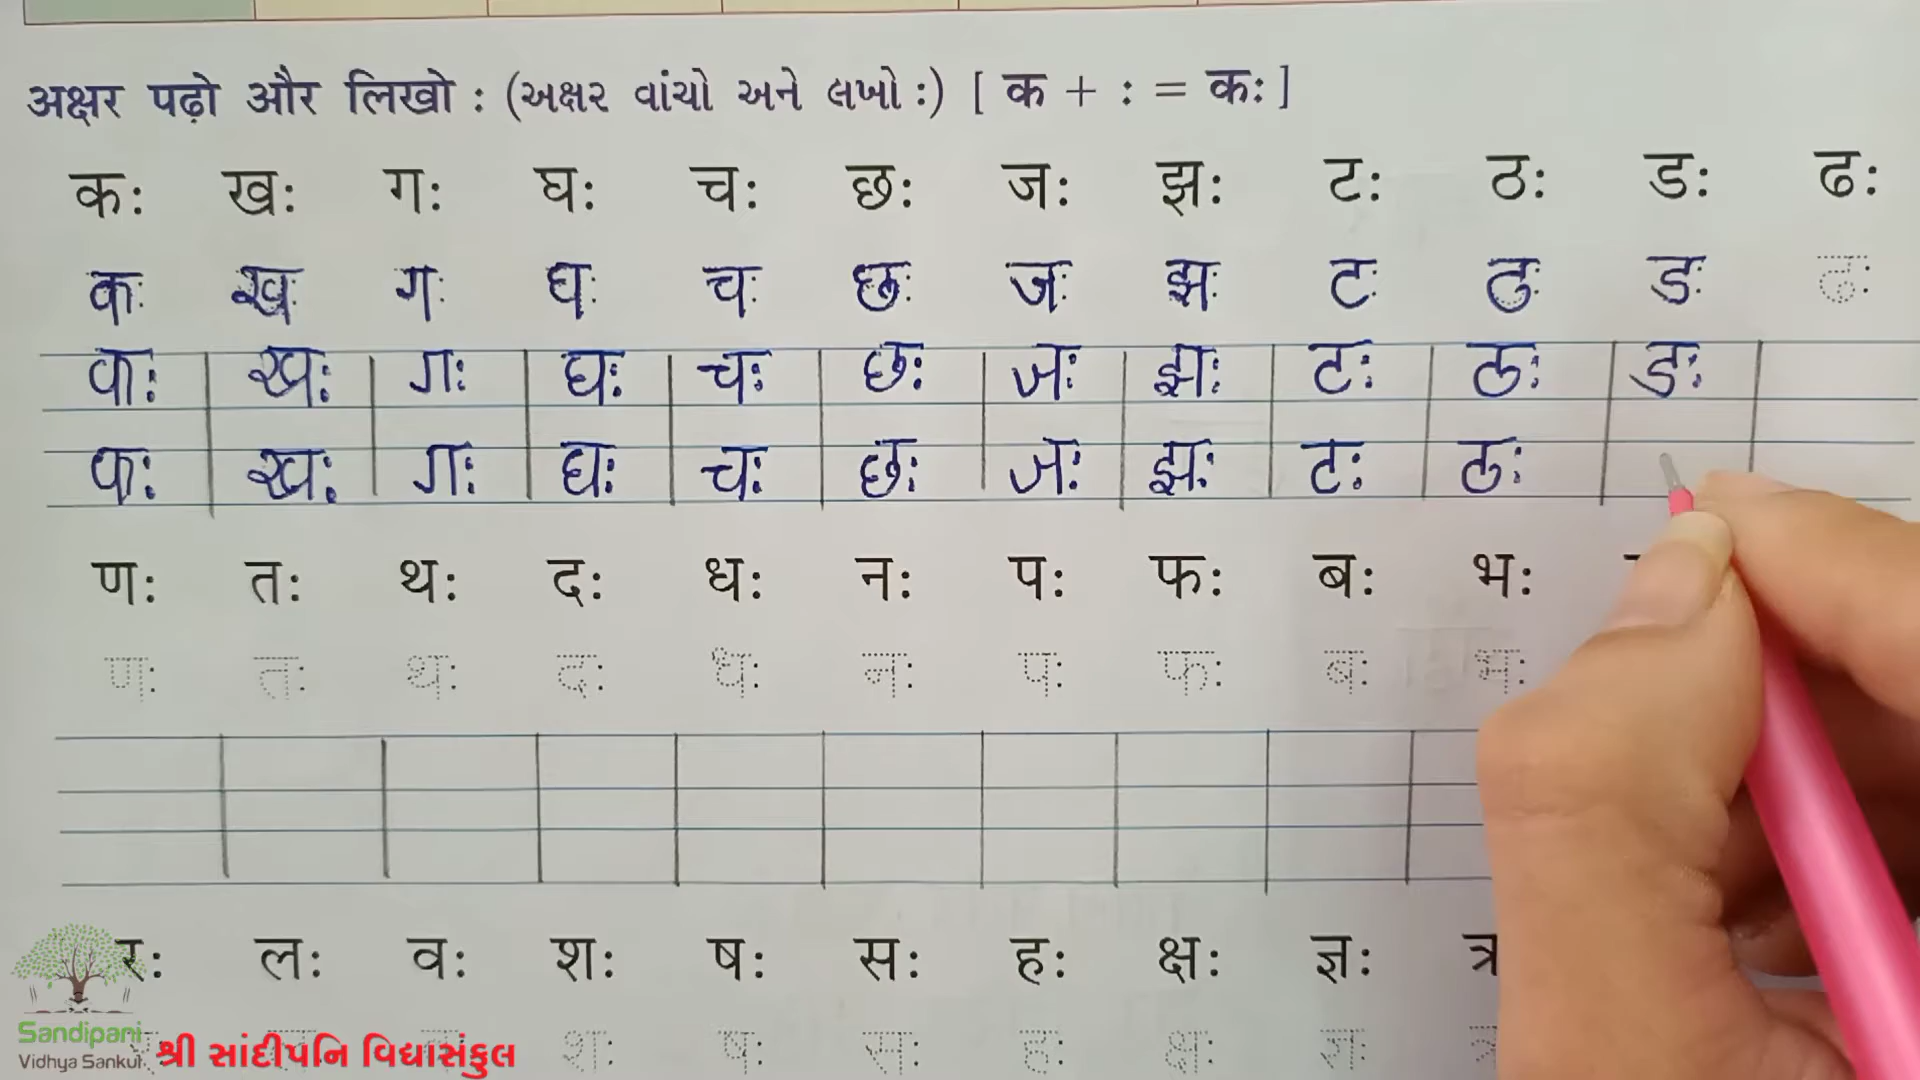 अक्षर पढ़ो और लिखो : (અક્ષર વાંચો અને લખો :) [ क + : = कः ]
कः खः गः घः चः छः जः झः टः ठः डः ढः
कः खः गः घः चः छः जः झः टः ठः डः ढः
कः खः गः घः चः छः जः झः टः ठः डः
कः खः गः घः चः छः जः झः टः ठः
णः तः थः दः धः नः पः फः बः भः
णः तः थः दः धः नः पः फः बः भः
रः लः वः शः षः सः हः क्षः ज्ञः त्र
शः षः सः हः क्षः ज्ञः त्र
Sandipani
Vidhya Sankul
શ્રી સાંદીપનિ વિદ્યાસંકુલ